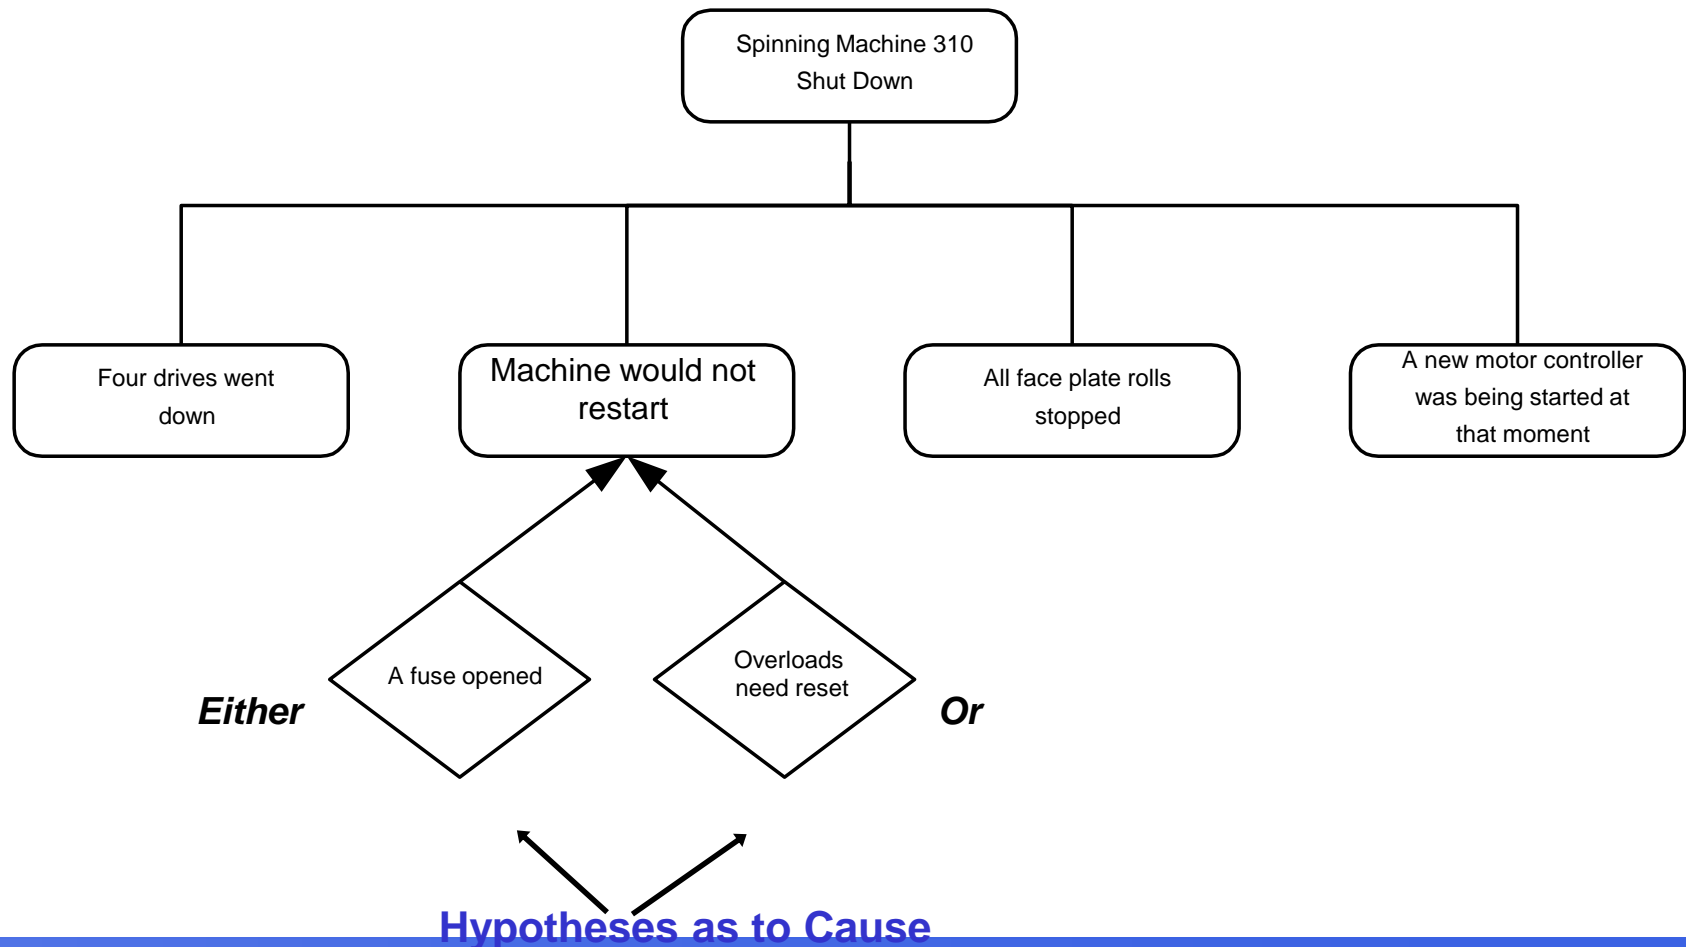 Spinning Machine 310
Shut Down
Four drives went
down
Machine would not
restart
All face plate rolls
stopped
A new motor controller
was being started at
that moment
A fuse opened
Overloads
need reset
Either
Or
Hypotheses as to Cause